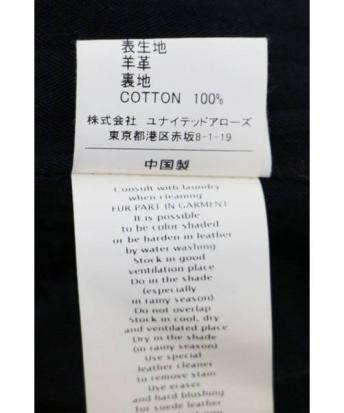 表生地
羊革
裏地
COTTON 100%
株式会社 ユナイテッドアローズ
東京都港区赤坂8-1-19
中国製
Consult with laundry
when cleaning
FUR PART IN GARMENT
It is possible
to be color shaded
or be harden in leather
by water washing
Stock in good
ventilation place
Do in the shade
(especially
in rainy season)
Do not overlap
Stock in cool, dry
and ventilated place
Dry in the shade
(in rainy season)
Use special
leather cleaner
to remove stain
Use eraser
and hard blushing
for suede leather